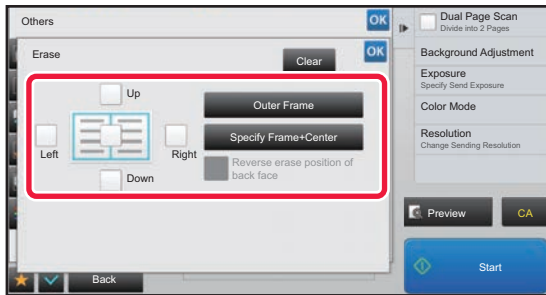 Others
OK
Erase
Clear
OK
Up
Left
Right
Down
Outer Frame
Specify Frame+Center
Reverse erase position of
back face
Back
Dual Page Scan
Divide into 2 Pages
Background Adjustment
Exposure
Specify Send Exposure
Color Mode
Resolution
Change Sending Resolution
Preview
CA
Start